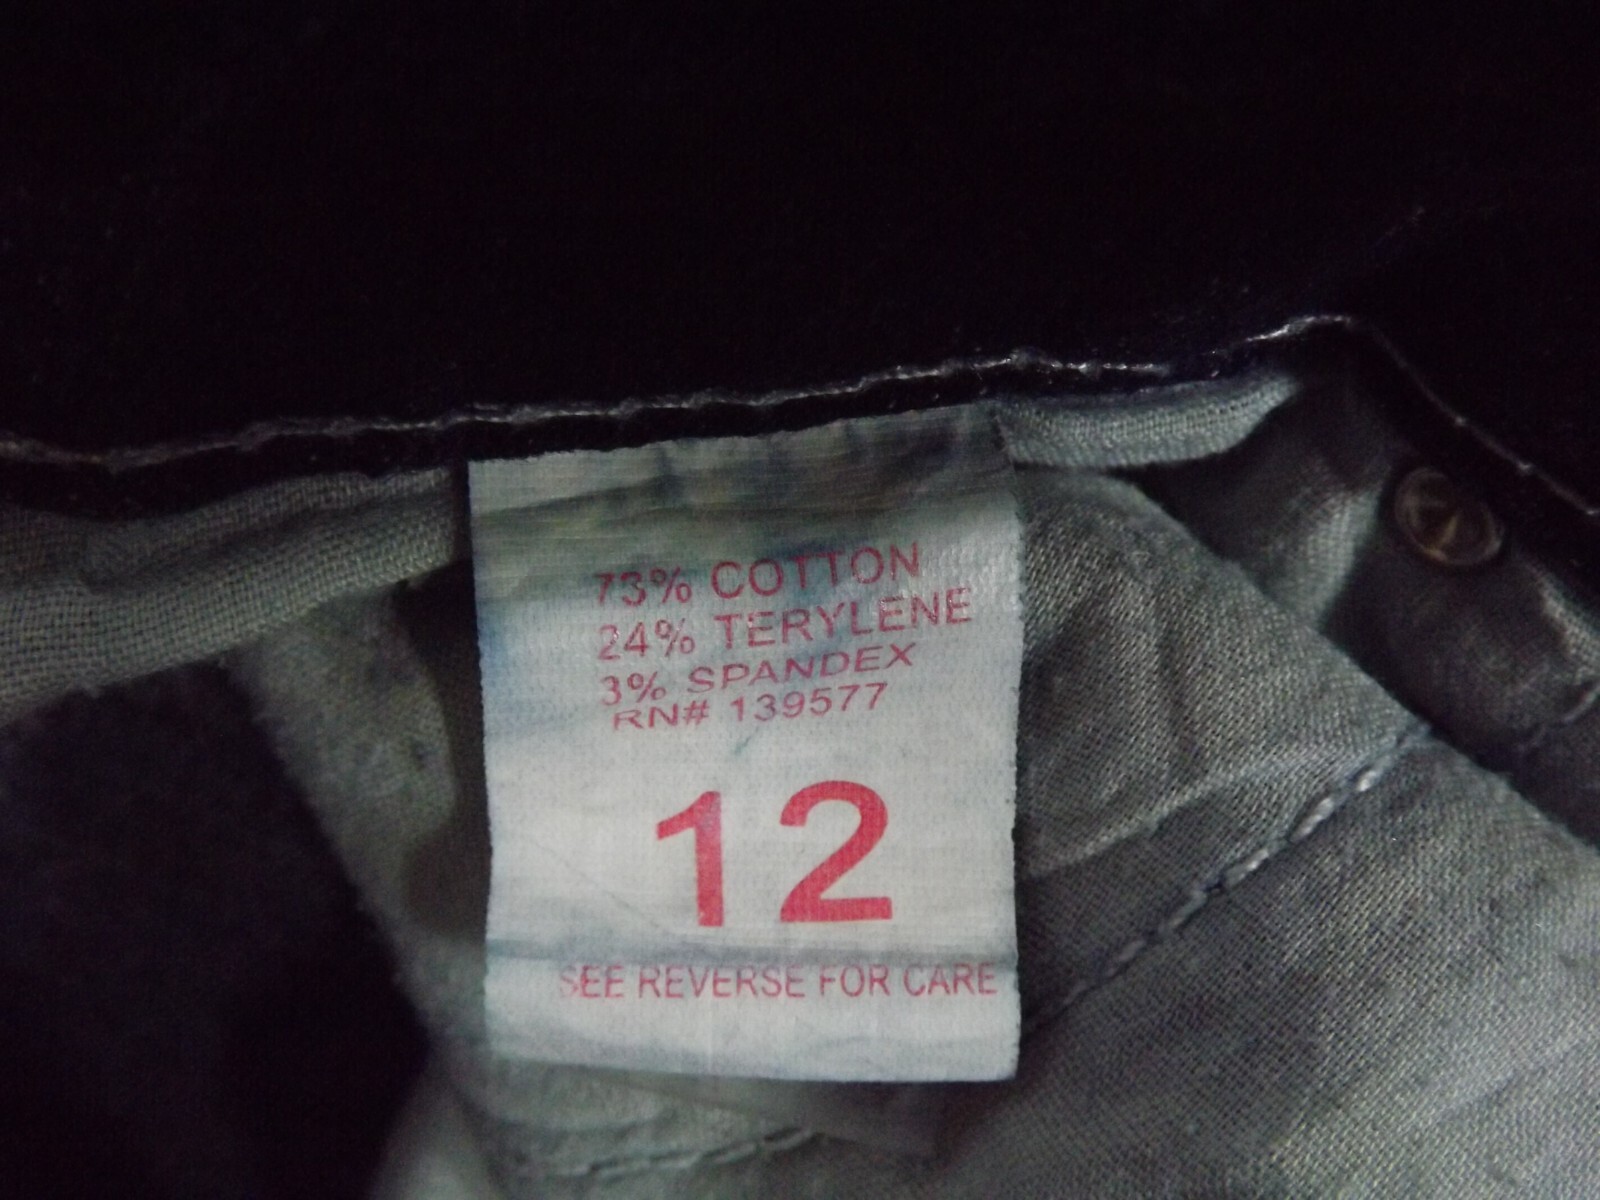 73% COTTON
24% TERYLENE
3% SPANDEX
RN# 139577
12
SEE REVERSE FOR CARE